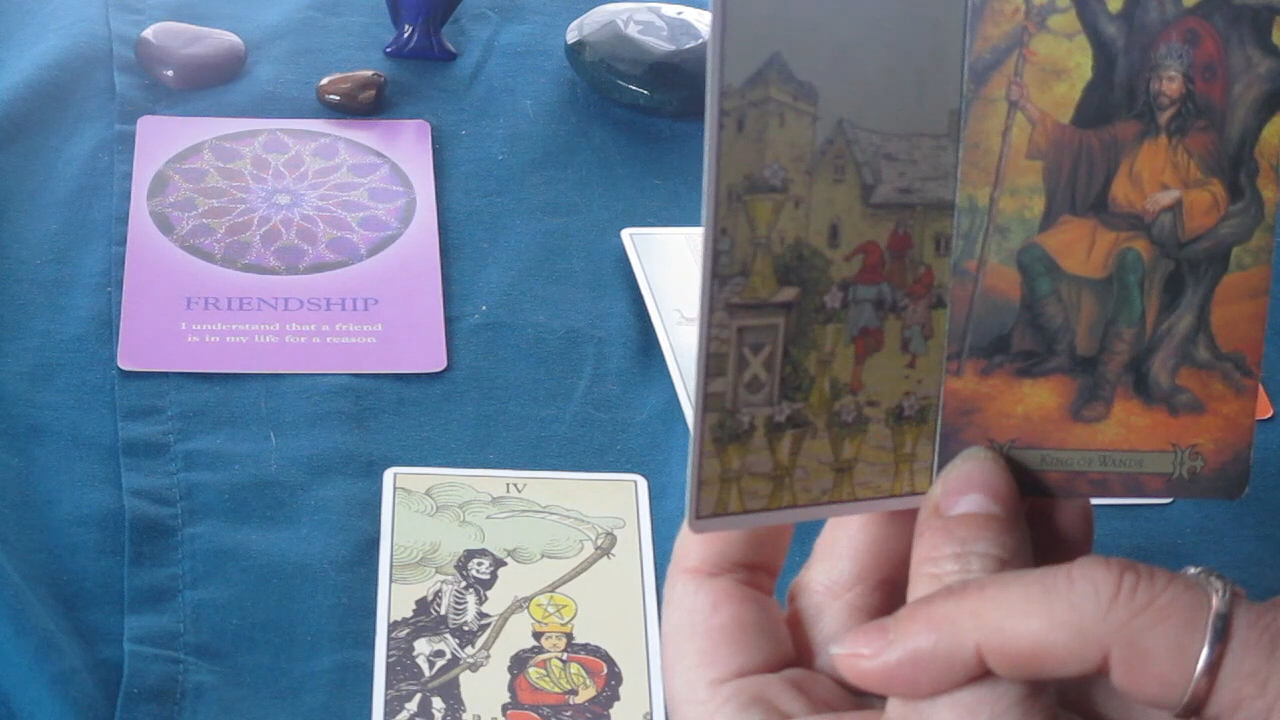 FRIENDSHIP
I understand that a friend
is in my life for a reason
IV
KING OF WANDS